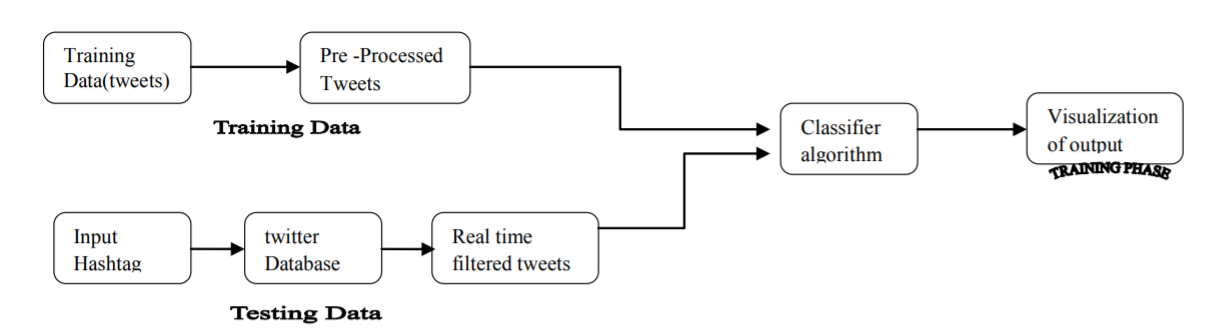 Training
Data(tweets)
Pre -Processed
Tweets
Training Data
Classifier
algorithm
Visualization
of output
TRAINING PHASE
Input
Hashtag
twitter
Database
Real time
filtered tweets
Testing Data